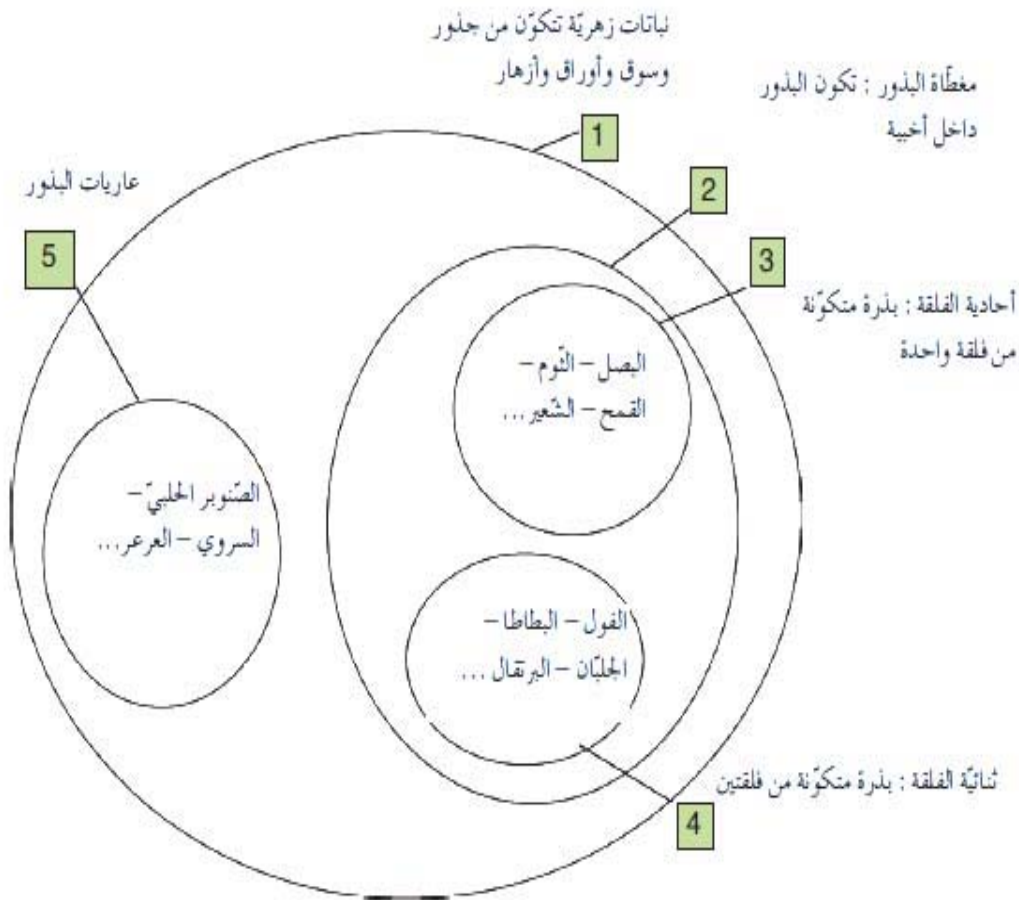 نباتات زهريّة تتكوّن من جذور
وسوق وأوراق وأزهار
1
مغطّاة البذور : تكون البذور
داخل أخبية
2
عاريات البذور
5
3
أحادية الفلقة : بذرة متكوّنة
من فلقة واحدة
البصل – الثّوم –
القمح – الشّعير ...
الصّنوبر الحلبيّ –
السروي – العرعر...
الفول – البطاطا –
الجلبّان – البرتقال ...
ثنائيّة الفلقة : بذرة متكوّنة من فلقتين
4